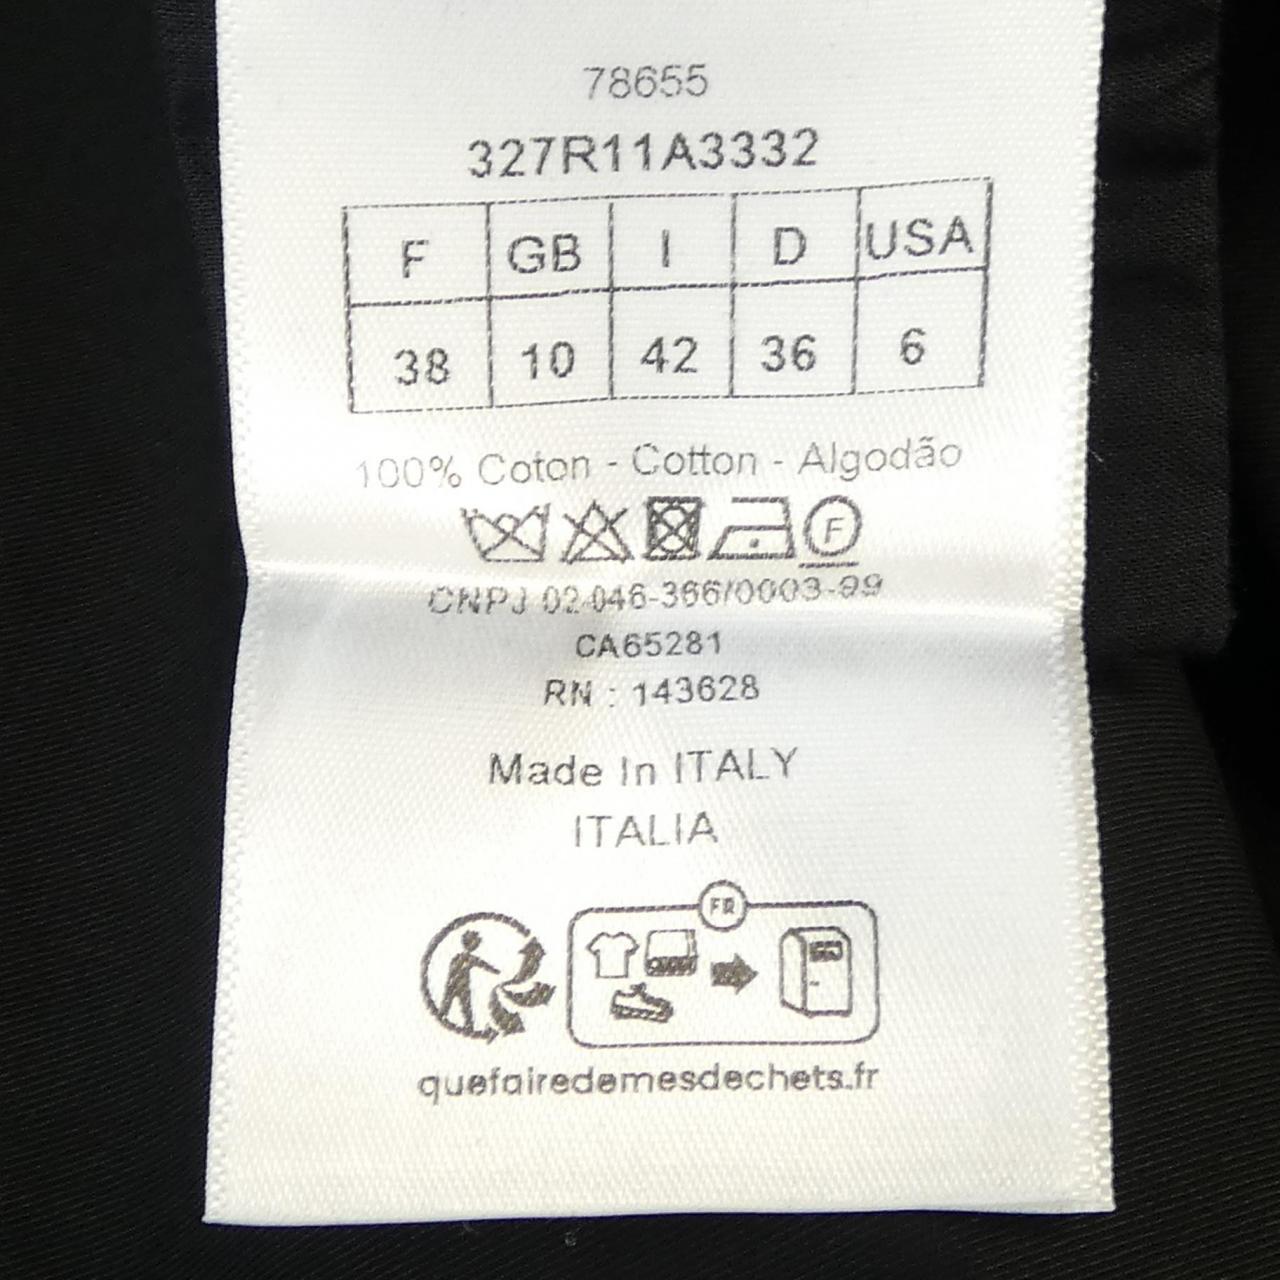 78655
327R11A3332
F GB I D USA
38 10 42 36 6
100% Coton - Cotton - Algodão
F
CNPJ 02-046-366/0003-99
CA65281
RN : 143628
Made In ITALY
ITALIA
FR
quefairedemesdechets.fr